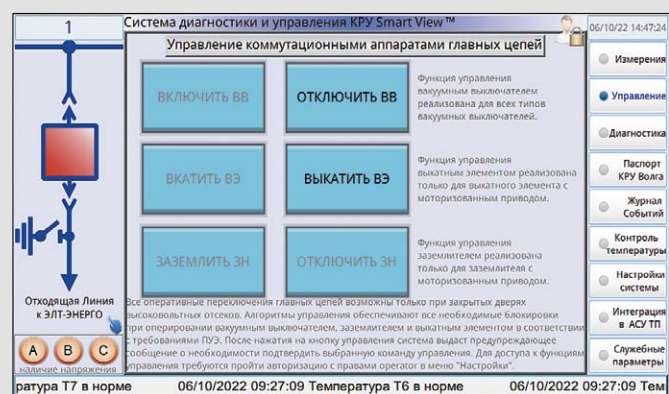 1
Система диагностики и управления КРУ Smart View™
06/10/22 14:47:24
Управление коммутационными аппаратами главных цепей
ВКЛЮЧИТЬ ВВ
ОТКЛЮЧИТЬ ВВ
Функция управления
вакуумным выключателем
реализована для всех типов
вакуумных выключателей.
ВКАТИТЬ ВЭ
ВЫКАТИТЬ ВЭ
Функция управления
выкатным элементом реализована
только для выкатного элемента с
моторизованным приводом.
ЗАЗЕМЛИТЬ ЗН
ОТКЛЮЧИТЬ ЗН
Функция управления
заземлителем реализована
только для заземлителя с
моторизованным приводом.
Все оперативные переключения главных цепей возможны только при закрытых дверях
высоковольтных отсеков. Алгоритмы управления обеспечивают все необходимые блокировки
при оперировании вакуумным выключателем, заземлителем и выкатным элементом в соответствии
с требованиями ПУЭ. После нажатия на кнопку управления система выдаст предупреждающее
сообщение о необходимости подтвердить выбранную команду управления. Для доступа к функциям
управления требуются пройти авторизацию с правами оператор в меню "Настройки".
Отходящая Линия
к ЭЛТ-ЭНЕРГО
A B C
наличие напряжения
Измерения
Управление
Диагностика
Паспорт
КРУ Волга
Журнал
Событий
Контроль
температуры
Настройки
системы
Интеграция
в АСУ ТП
Служебные
параметры
ратура Т7 в норме 06/10/2022 09:27:09 Температура Т6 в норме 06/10/2022 09:27:09 Тем